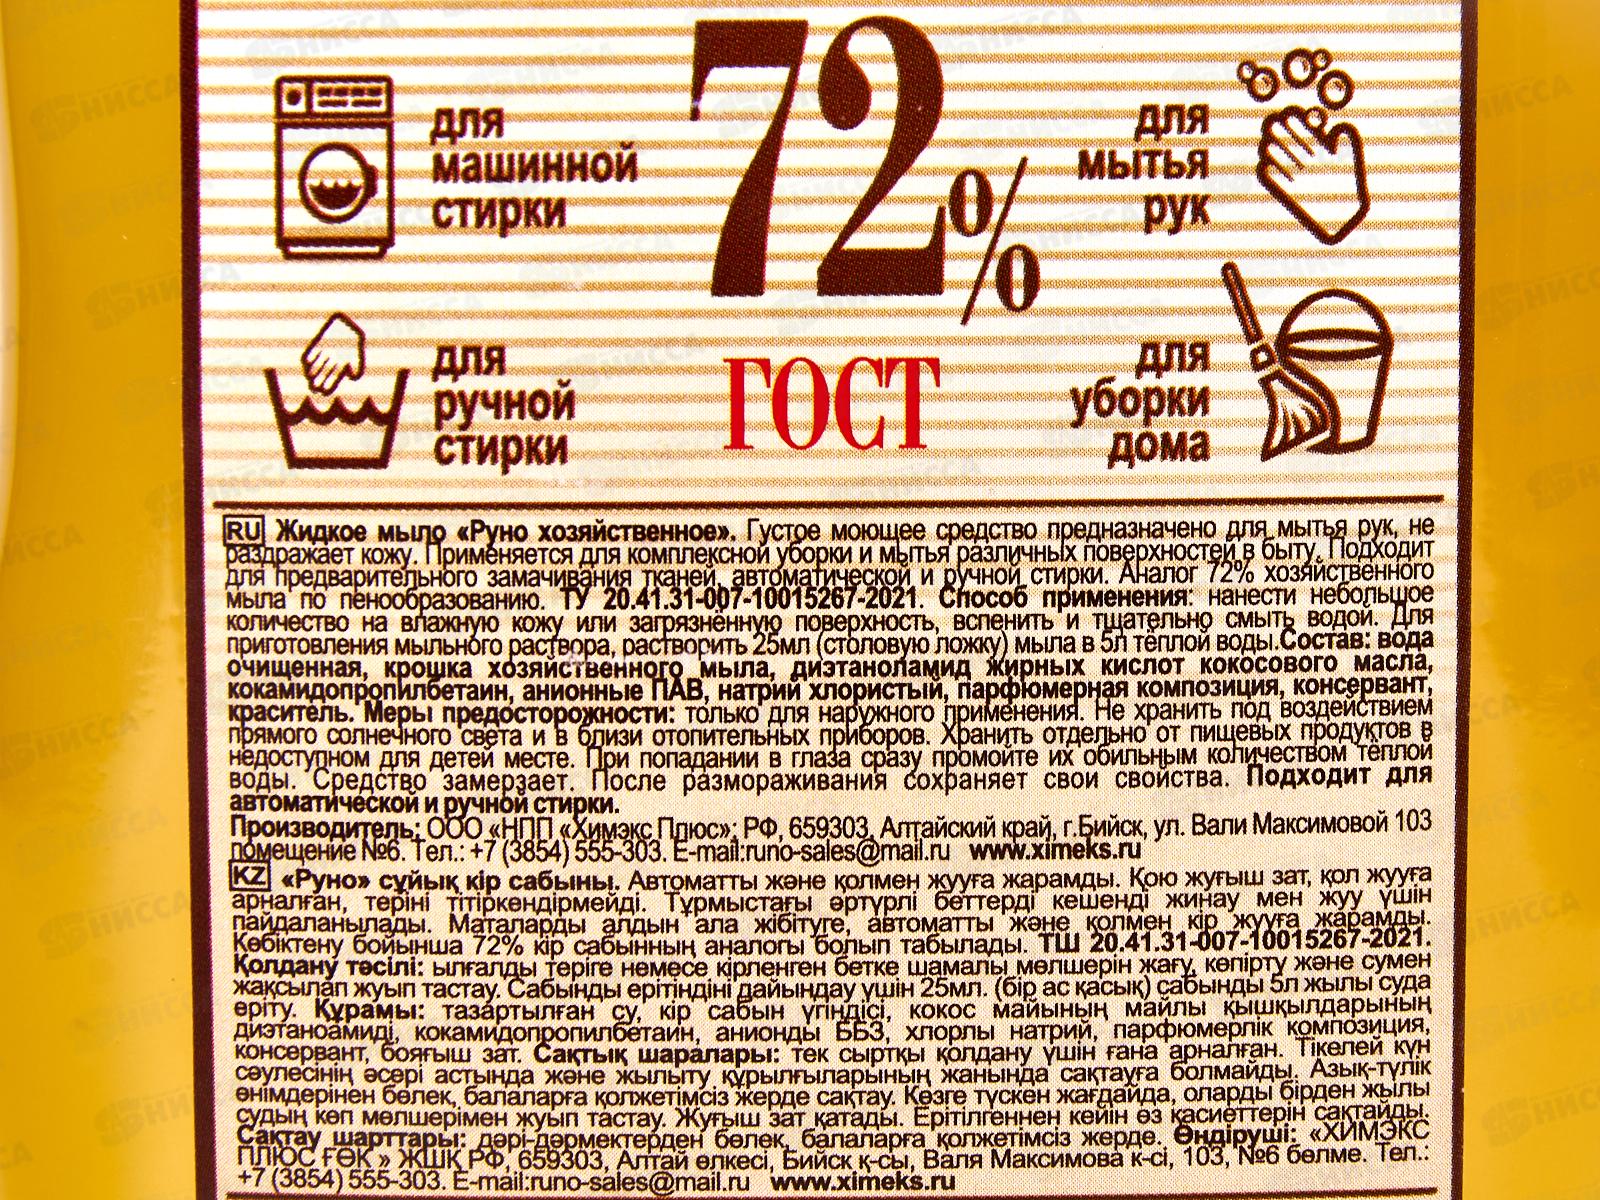 для
машинной
стирки
72%
для
мытья
рук
для
ручной
стирки
ГОСТ
для
уборки
дома
RU Жидкое мыло «Руно хозяйственное». Густое моющее средство предназначено для мытья рук, не
раздражает кожу. Применяется для комплексной уборки и мытья различных поверхностей в быту. Подходит
для предварительного замачивания тканей, автоматической и ручной стирки. Аналог 72% хозяйственного
мыла по пенообразованию. ТУ 20.41.31-007-10015267-2021. Способ применения: нанести небольшое
количество на влажную кожу или загрязнённую поверхность, вспенить и тщательно смыть водой. Для
приготовления мыльного раствора, растворить 25мл (столовую ложку) мыла в 5л тёплой воды.Состав: вода
очищенная, крошка хозяйственного мыла, диэтаноламид жирных кислот кокосового масла,
кокамидопропилбетаин, анионные ПАВ, натрий хлористый, парфюмерная композиция, консервант,
краситель. Меры предосторожности: только для наружного применения. Не хранить под воздействием
прямого солнечного света и в близи отопительных приборов. Хранить отдельно от пищевых продуктов в
недоступном для детей месте. При попадании в глаза сразу промойте их обильным количеством тёплой
воды. Средство замерзает. После размораживания сохраняет свои свойства. Подходит для
автоматической и ручной стирки.
Производитель: ООО «НПП «Химэкс Плюс»; РФ, 659303, Алтайский край, г.Бийск, ул. Вали Максимовой 103
помещение №6. Тел.: +7 (3854) 555-303. E-mail:runo-sales@mail.ru www.ximeks.ru
KZ «Руно» сұйық кір сабыны. Автоматты және қолмен жууға жарамды. Қою жуғыш зат, қол жууға
арналған, теріні тітіркендірмейді. Тұрмыстағы әртүрлі беттерді кешенді жинау мен жуу үшін
пайдаланылады. Маталарды алдын ала жібітуге, автоматты және қолмен кір жууға жарамды.
Көбіктену бойынша 72% кір сабынның аналогы болып табылады. ТШ 20.41.31-007-10015267-2021.
Қолдану тәсілі: ылғалды теріге немесе кірленген бетке шамалы мөлшерін жағу, көпірту және сумен
жақсылап жуып тастау. Сабынды ерітіндіні дайындау үшін 25мл. (бір ас қасық) сабынды 5л жылы суда
еріту. Құрамы: тазартылған су, кір сабын үгіндісі, кокос майының майлы қышқылдарының
диэтаноамиді, кокамидопропилбетаин, анионды ББЗ, хлорлы натрий, парфюмерлік композиция,
консервант, бояғыш зат. Сақтық шаралары: тек сыртқы қолдану үшін ғана арналған. Тікелей күн
сәулесінің әсері астында және жылыту құрылғыларының жанында сақтауға болмайды. Азық-түлік
өнімдерінен бөлек, балаларға қолжетімсіз жерде сақтау. Көзге түскен жағдайда, оларды бірден жылы
судың көп мөлшерімен жуып тастау. Жуғыш зат қатады. Ерітілгеннен кейін өз қасиеттерін сақтайды.
Сақтау шарттары: дәрі-дәрмектерден бөлек, балаларға қолжетімсіз жерде. Өндіруші: «ХИМЭКС
ПЛЮС ҒӨК » ЖШҚ РФ, 659303, Алтай өлкесі, Бийск қ-сы, Валя Максимова к-сі, 103, №6 бөлме. Тел.:
+7 (3854) 555-303. E-mail:runo-sales@mail.ru www.ximeks.ru